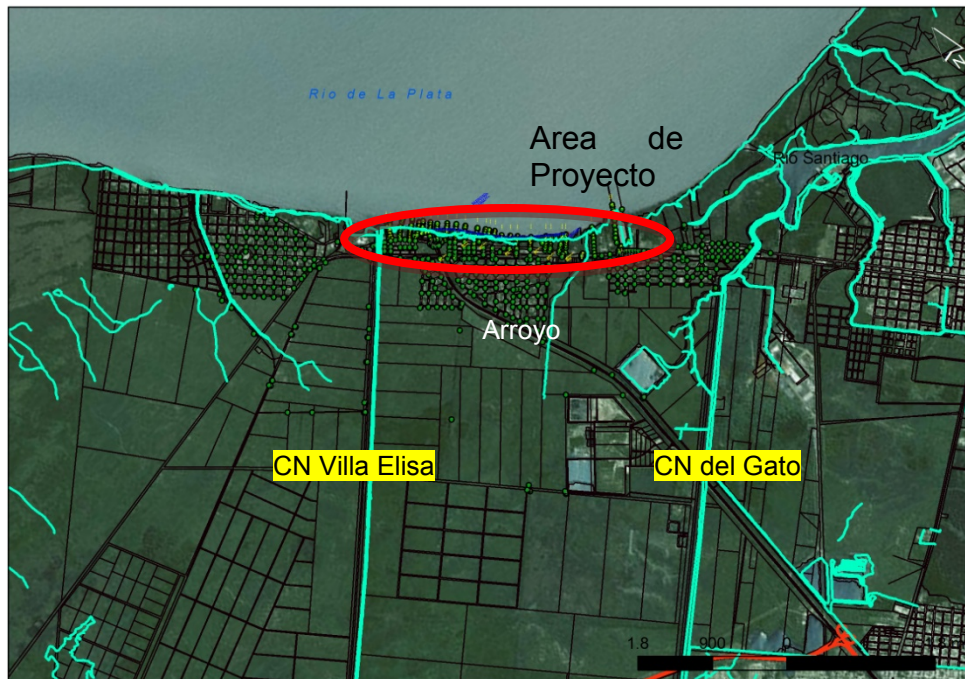 Rio de La Plata
Area de
Proyecto
Rio Santiago
N
Arroyo
CN Villa Elisa
CN del Gato
1.8 900 0